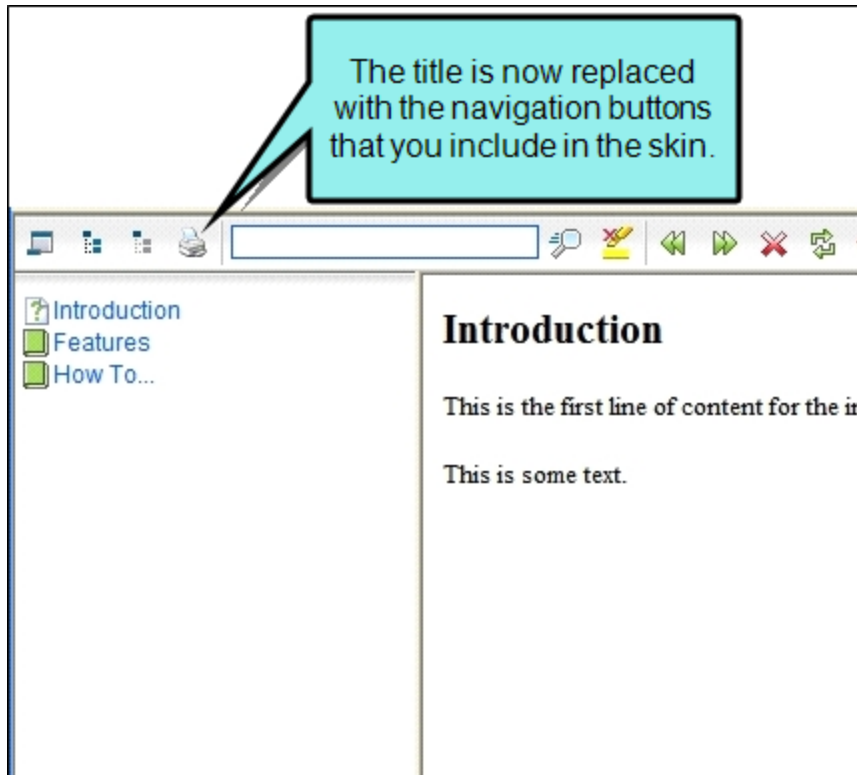 The title is now replaced
with the navigation buttons
that you include in the skin.
Introduction
Features
How To...
Introduction
This is the first line of content for the
This is some text.